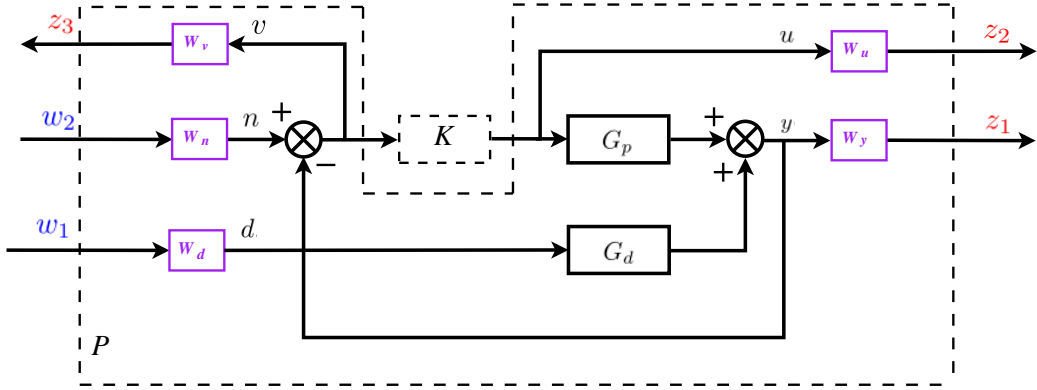 z₃
W_v
v
u
W_u
z₂
w₂
W_n
n
+
−
K
G_p
+
+
y
W_y
z₁
w₁
W_d
d
G_d
P